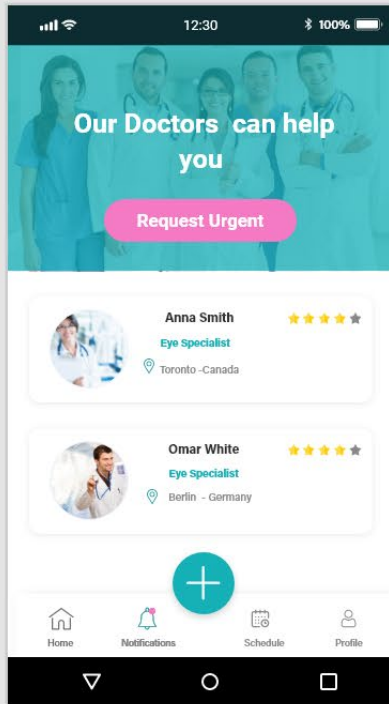 12:30
100%
Our Doctors can help
you
Request Urgent
Anna Smith
Eye Specialist
Toronto -Canada
Omar White
Eye Specialist
Berlin - Germany
Home
Notifications
Schedule
Profile